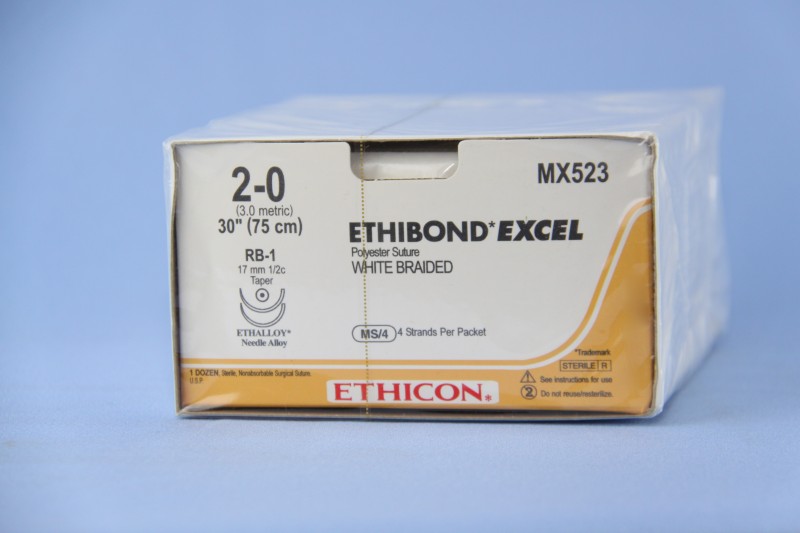 2-0
(3.0 metric)
30" (75 cm)
RB-1
17 mm 1/2c
Taper
ETHALLOY*
Needle Alloy
MX523
ETHIBOND* EXCEL
Polyester Suture
WHITE BRAIDED
MS/4 4 Strands Per Packet
1 DOZEN. Sterile, Nonabsorbable Surgical Suture.
U.S.P.
ETHICON*
*Trademark
STERILE R
See instructions for use
2 Do not reuse/resterilize.